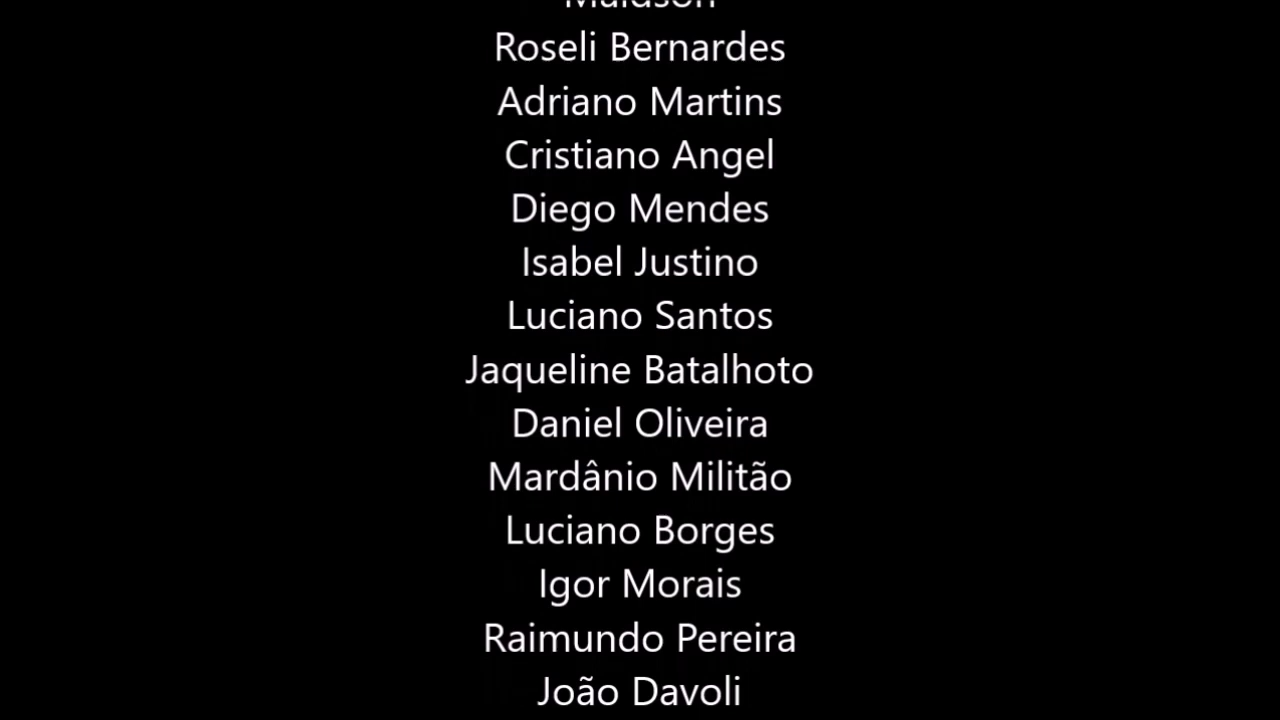 Roseli Bernardes
Adriano Martins
Cristiano Angel
Diego Mendes
Isabel Justino
Luciano Santos
Jaqueline Batalhoto
Daniel Oliveira
Mardânio Militão
Luciano Borges
Igor Morais
Raimundo Pereira
João Davoli